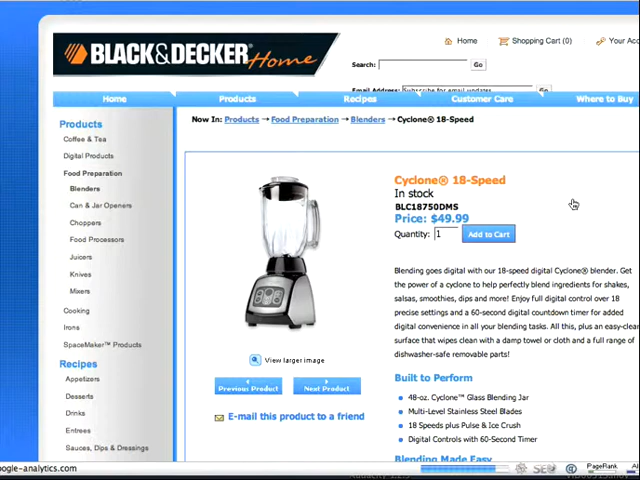 BLACK&DECKER Home
Home
Shopping Cart (0)
Your Acc
Search:
Go
Email Address: Subscribe for email updates
Go
Home
Products
Recipes
Customer Care
Where to Buy
Now In: Products → Food Preparation → Blenders → Cyclone® 18-Speed
Products
Coffee & Tea
Digital Products
Food Preparation
Blenders
Can & Jar Openers
Choppers
Food Processors
Juicers
Knives
Mixers
Cooking
Irons
SpaceMaker™ Products
Recipes
Appetizers
Desserts
Drinks
Entrees
Sauces, Dips & Dressings
View larger image
Previous Product
Next Product
E-mail this product to a friend
Cyclone® 18-Speed
In stock
BLC18750DMS
Price: $49.99
Quantity: 1
Add to Cart
Blending goes digital with our 18-speed digital Cyclone® blender. Get
the power of a cyclone to help perfectly blend ingredients for shakes,
salsas, smoothies, dips and more! Enjoy full digital control over 18
precise settings and a 60-second digital countdown timer for added
digital convenience in all your blending tasks. All this, plus an easy-clean
surface that wipes clean with a damp towel or cloth and a full range of
dishwasher-safe removable parts!
Built to Perform
48-oz. Cyclone™ Glass Blending Jar
Multi-Level Stainless Steel Blades
18 Speeds plus Pulse & Ice Crush
Digital Controls with 60-Second Timer
Blending Made Easy
oogle-analytics.com
PageRank